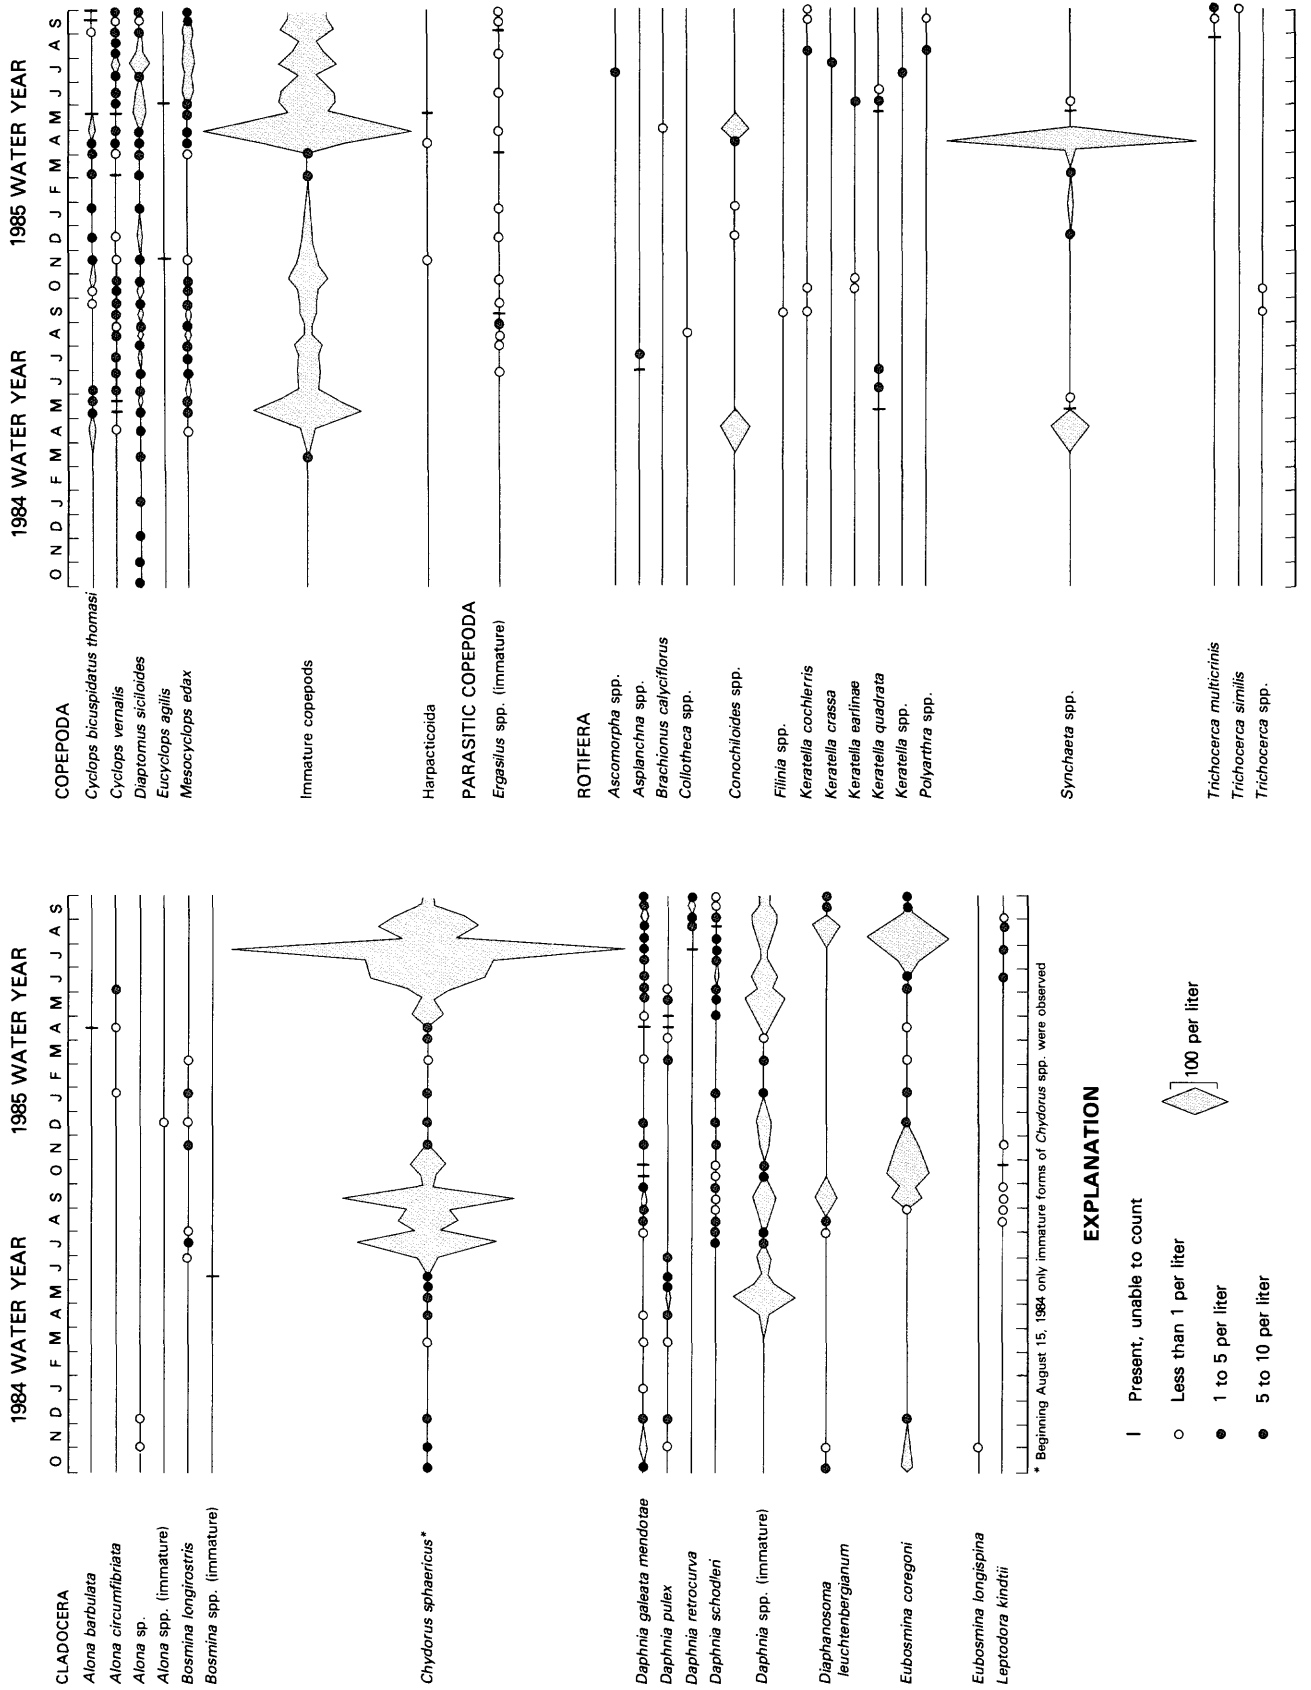 1984 WATER YEAR 1985 WATER YEAR
O N D J F M A M J J A S O N D J F M A M J J A S
CLADOCERA
Alona barbulata
Alona circumfibriata
Alona sp.
Alona spp. (immature)
Bosmina longirostris
Bosmina spp. (immature)
Chydorus sphaericus*
Daphnia galeata mendotae
Daphnia pulex
Daphnia retrocurva
Daphnia schodleri
Daphnia spp. (immature)
Diaphanosoma
leuchtenbergianum
Eubosmina coregoni
Eubosmina longispina
Leptodora kindtii
* Beginning August 15, 1984 only immature forms of Chydorus spp. were observed
EXPLANATION
Present, unable to count
Less than 1 per liter
1 to 5 per liter
5 to 10 per liter
100 per liter
1984 WATER YEAR 1985 WATER YEAR
O N D J F M A M J J A S O N D J F M A M J J A S
COPEPODA
Cyclops bicuspidatus thomasi
Cyclops vernalis
Diaptomus siciloides
Eucyclops agilis
Mesocyclops edax
Immature copepods
Harpacticoida
PARASITIC COPEPODA
Ergasilus spp. (immature)
ROTIFERA
Ascomorpha spp.
Asplanchna spp.
Brachionus calyciflorus
Collotheca spp.
Conochiloides spp.
Filinia spp.
Keratella cochlerris
Keratella crassa
Keratella earlinae
Keratella quadrata
Keratella spp.
Polyarthra spp.
Synchaeta spp.
Trichocerca multicrinis
Trichocerca similis
Trichocerca spp.